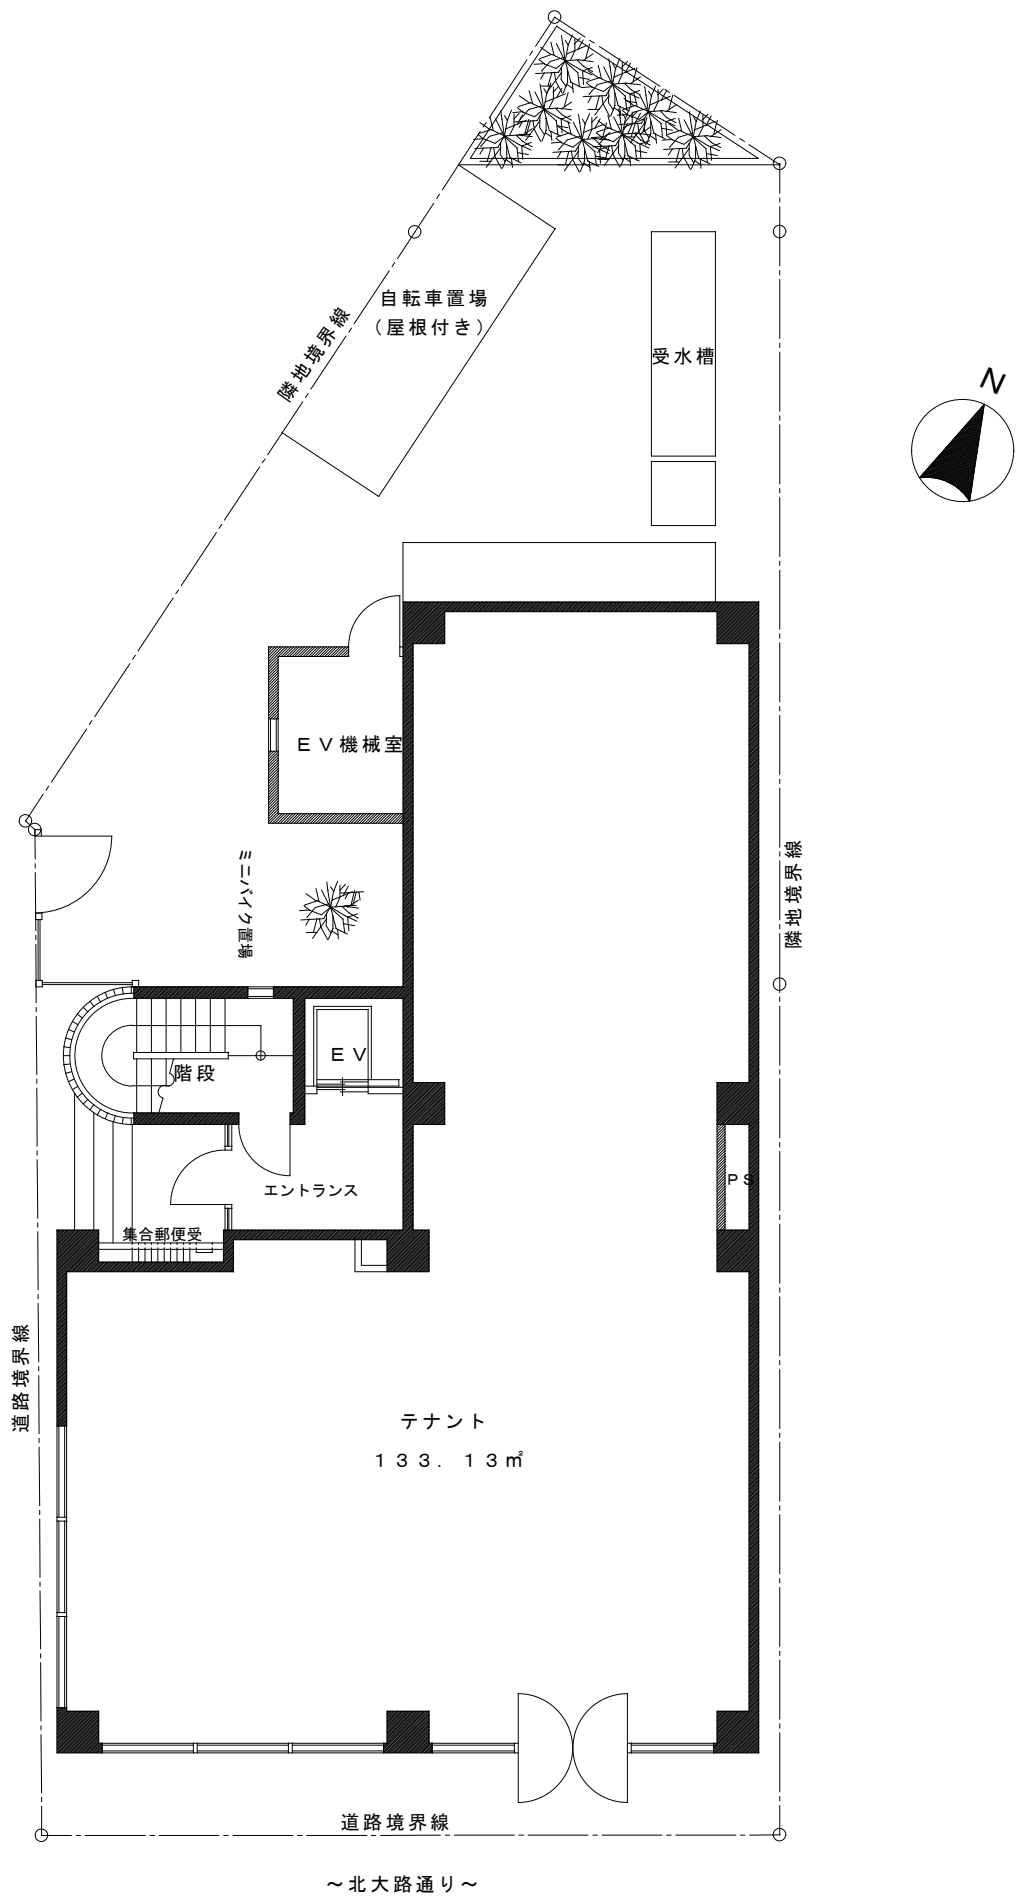 自転車置場
(屋根付き)
隣地境界線
受水槽
N
EV機械室
ミニバイク置場
隣地境界線
EV
階段
PS
エントランス
集合郵便受
道路境界線
テナント
133.13㎡
道路境界線
~北大路通り~